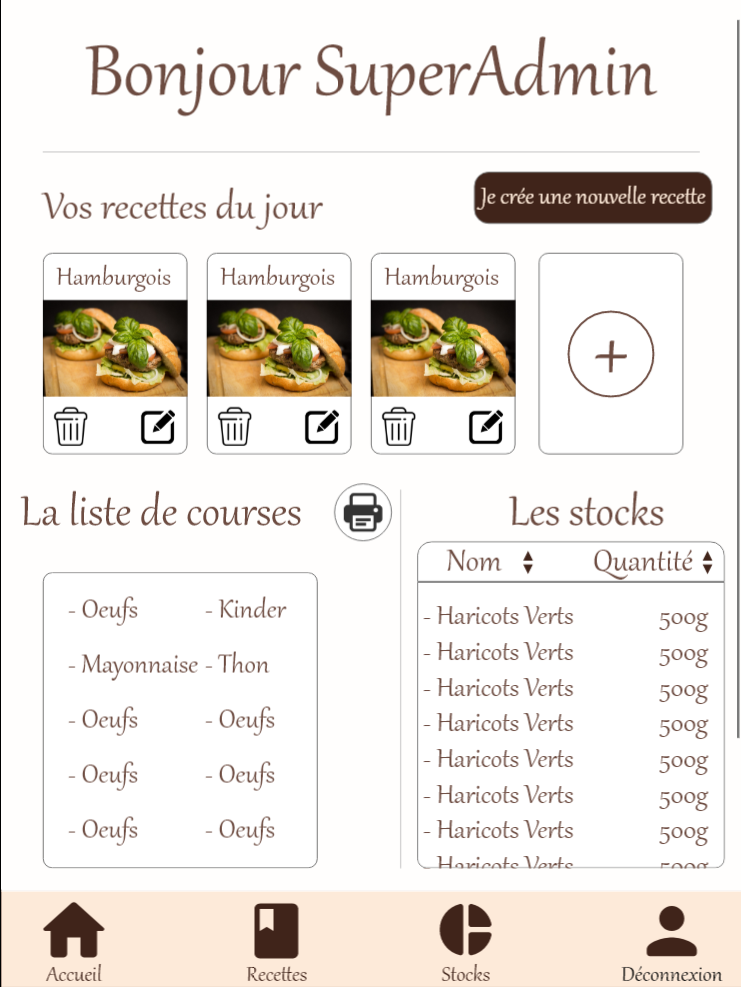 Bonjour SuperAdmin
Vos recettes du jour
Je crée une nouvelle recette
Hamburgois Hamburgois Hamburgois
La liste de courses
- Oeufs - Kinder
- Mayonnaise - Thon
- Oeufs - Oeufs
- Oeufs - Oeufs
- Oeufs - Oeufs
Les stocks
Nom Quantité
- Haricots Verts 500g
- Haricots Verts 500g
- Haricots Verts 500g
- Haricots Verts 500g
- Haricots Verts 500g
- Haricots Verts 500g
- Haricots Verts 500g
- Haricots Verts 500g
Accueil Recettes Stocks Déconnexion